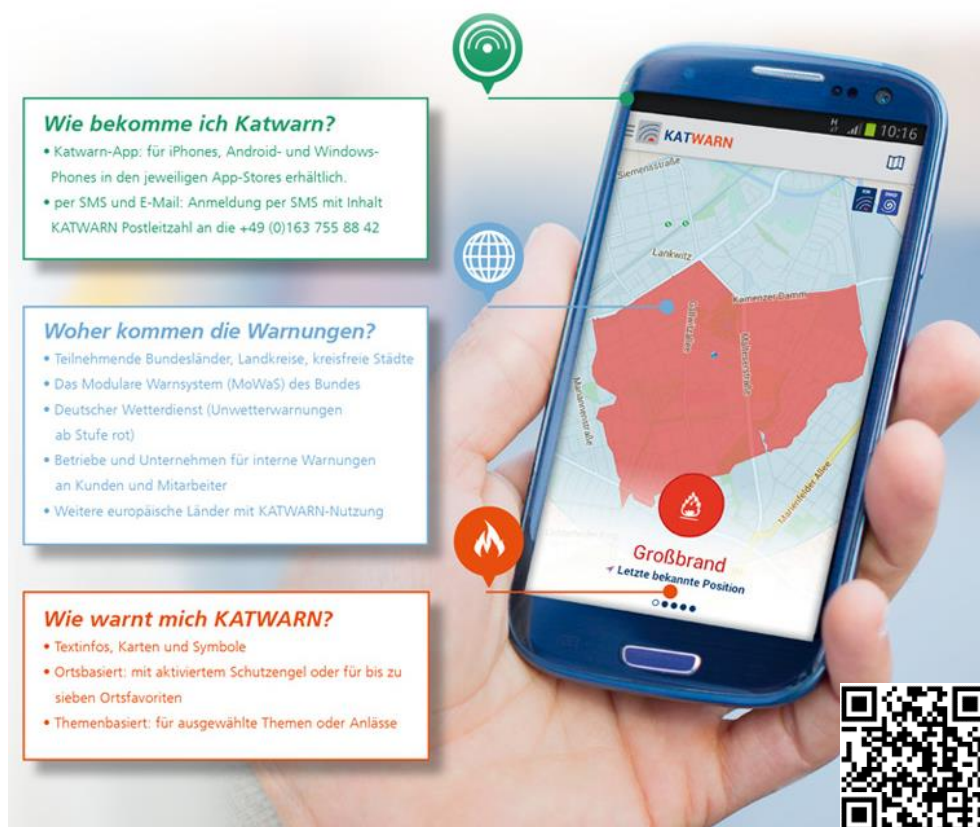 Wie bekomme ich Katwarn?
• Katwarn-App: für iPhones, Android- und Windows-
Phones in den jeweiligen App-Stores erhältlich.
• per SMS und E-Mail: Anmeldung per SMS mit Inhalt
KATWARN Postleitzahl an die +49 (0)163 755 88 42
Woher kommen die Warnungen?
• Teilnehmende Bundesländer, Landkreise, kreisfreie Städte
• Das Modulare Warnsystem (MoWaS) des Bundes
• Deutscher Wetterdienst (Unwetterwarnungen
ab Stufe rot)
• Betriebe und Unternehmen für interne Warnungen
an Kunden und Mitarbeiter
• Weitere europäische Länder mit KATWARN-Nutzung
Wie warnt mich KATWARN?
• Textinfos, Karten und Symbole
• Ortsbasiert: mit aktiviertem Schutzengel oder für bis zu
sieben Ortsfavoriten
• Themenbasiert: für ausgewählte Themen oder Anlässe
H 10:16
KATWARN
Siemensstraße
Lankwitz
Kamenzer Damm
Malteserstraße
Mariannenstraße
Marienfelder Allee
Großbrand
Letzte bekannte Position